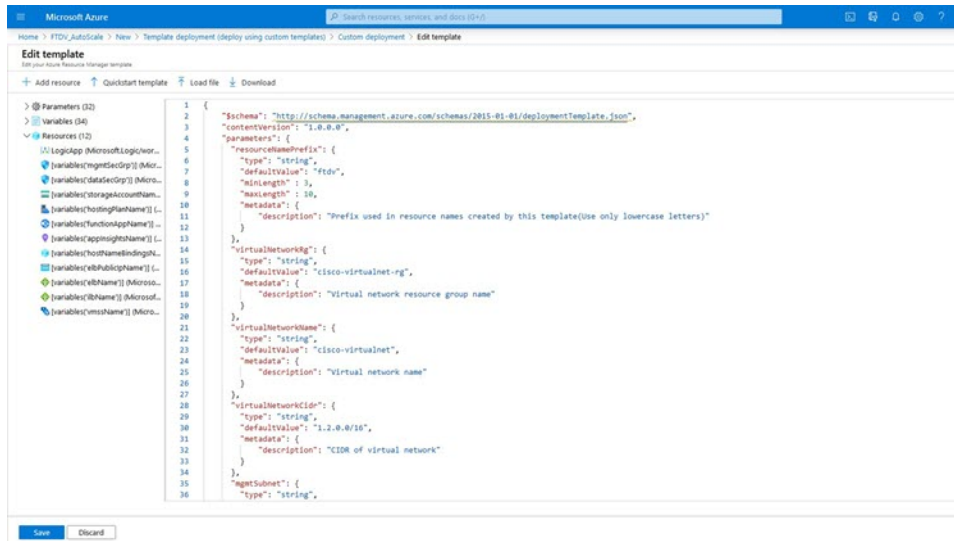 Microsoft Azure
Search resources, services, and docs (G+/)
Home > FTDV_AutoScale > New > Template deployment (deploy using custom templates) > Custom deployment > Edit template
Edit template
Edit your Azure Resource Manager template
Add resource Quickstart template Load file Download
Parameters (32)
Variables (34)
Resources (12)
LogicApp (Microsoft.Logic/wor...
[variables('mgmtSecGrp')] (Micr...
[variables('dataSecGrp')] (Micro...
[variables('storageAccountNam...
[variables('hostingPlanName')] (...
[variables('functionAppName')] ...
[variables('appInsightsName')] (...
[variables('hostNameBindingsN...
[variables('elbPublicIpName')] (...
[variables('elbName')] (Microso...
[variables('ilbName')] (Microsof...
[variables('vmssName')] (Micro...
1 {
2 "$schema": "http://schema.management.azure.com/schemas/2015-01-01/deploymentTemplate.json",
3 "contentVersion": "1.0.0.0",
4 "parameters": {
5 "resourceNamePrefix": {
6 "type": "string",
7 "defaultValue": "ftdv",
8 "minLength" : 3,
9 "maxLength" : 10,
10 "metadata": {
11 "description": "Prefix used in resource names created by this template(Use only lowercase letters)"
12 }
13 },
14 "virtualNetworkRg": {
15 "type": "string",
16 "defaultValue": "cisco-virtualnet-rg",
17 "metadata": {
18 "description": "Virtual network resource group name"
19 }
20 },
21 "virtualNetworkName": {
22 "type": "string",
23 "defaultValue": "cisco-virtualnet",
24 "metadata": {
25 "description": "Virtual network name"
26 }
27 },
28 "virtualNetworkCidr": {
29 "type": "string",
30 "defaultValue": "1.2.0.0/16",
31 "metadata": {
32 "description": "CIDR of virtual network"
33 }
34 },
35 "mgmtSubnet": {
36 "type": "string",
Save Discard